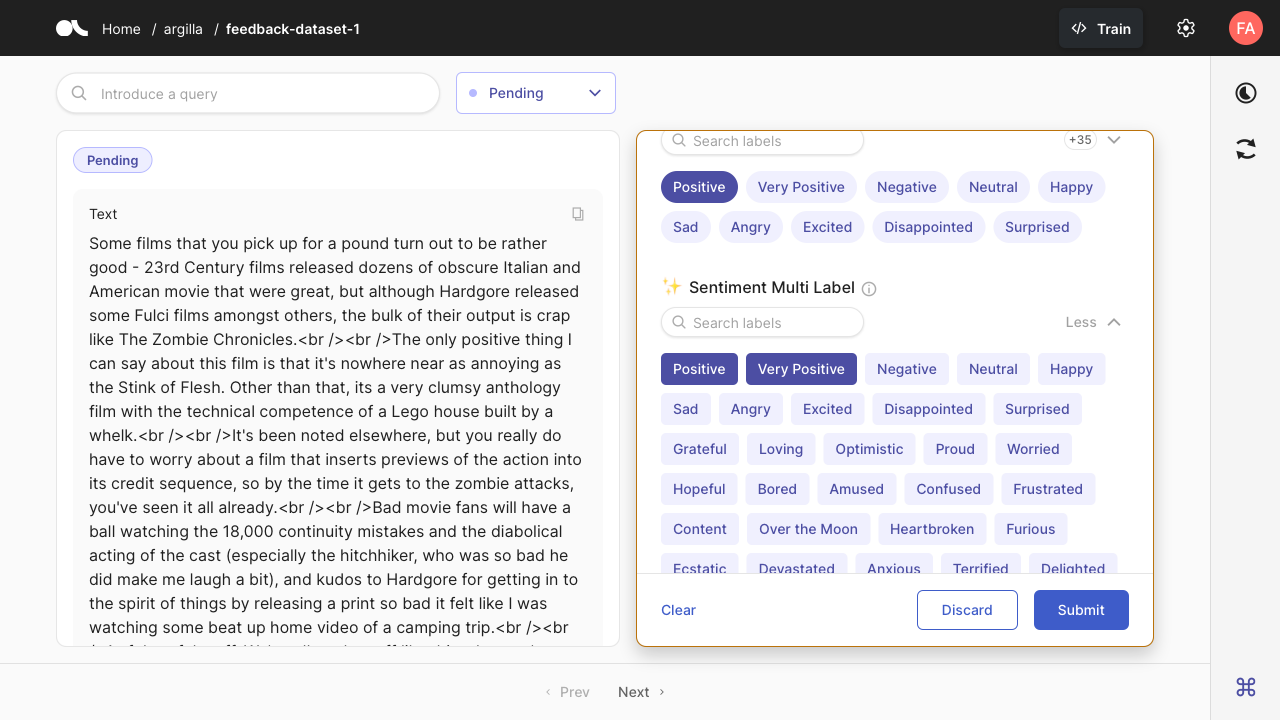 Home / argilla / feedback-dataset-1
Train
FA
Introduce a query
Pending
Pending
Text
Some films that you pick up for a pound turn out to be rather
good - 23rd Century films released dozens of obscure Italian and
American movie that were great, but although Hardgore released
some Fulci films amongst others, the bulk of their output is crap
like The Zombie Chronicles.<br /><br />The only positive thing I
can say about this film is that it's nowhere near as annoying as
the Stink of Flesh. Other than that, its a very clumsy anthology
film with the technical competence of a Lego house built by a
whelk.<br /><br />It's been noted elsewhere, but you really do
have to worry about a film that inserts previews of the action into
its credit sequence, so by the time it gets to the zombie attacks,
you've seen it all already.<br /><br />Bad movie fans will have a
ball watching the 18,000 continuity mistakes and the diabolical
acting of the cast (especially the hitchhiker, who was so bad he
did make me laugh a bit), and kudos to Hardgore for getting in to
the spirit of things by releasing a print so bad it felt like I was
watching some beat up home video of a camping trip.<br /><br
Search labels
+35
Positive Very Positive Negative Neutral Happy
Sad Angry Excited Disappointed Surprised
✨ Sentiment Multi Label
Search labels
Less
Positive Very Positive Negative Neutral Happy
Sad Angry Excited Disappointed Surprised
Grateful Loving Optimistic Proud Worried
Hopeful Bored Amused Confused Frustrated
Content Over the Moon Heartbroken Furious
Ecstatic Devastated Anxious Terrified Delighted
Clear
Discard
Submit
Prev
Next